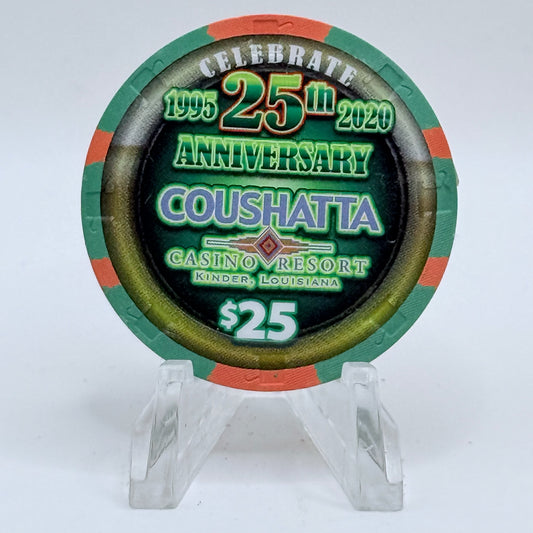 CELEBRATE
1995 25th 2020
ANNIVERSARY
COUSHATTA
CASINO RESORT
KINDER, LOUISIANA
$25